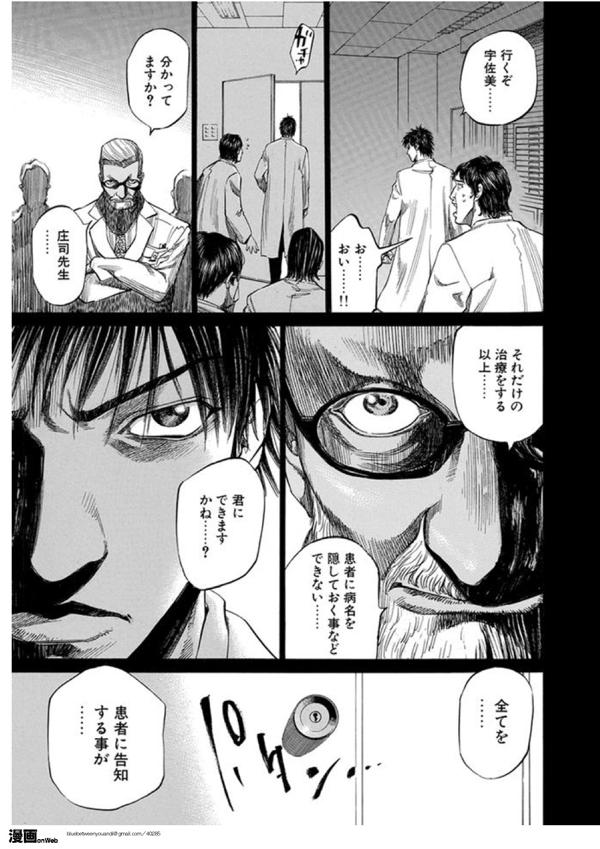 行くぞ
宇佐美
……
お……
おい……!!
ガチャ
分かって
ますか?
庄司先生
それだけの
治療をする
以上……
患者に病名を
隠しておく事など
できない……
君に
できます
かね……?
全てを
……
パタン…
患者に告知
する事が
……
漫画onWeb
bluebetweenyouandi@gmail.com/40285